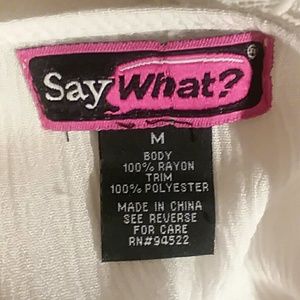 Say What?®
M
BODY
100% RAYON
TRIM
100% POLYESTER
MADE IN CHINA
SEE REVERSE
FOR CARE
RN#94522